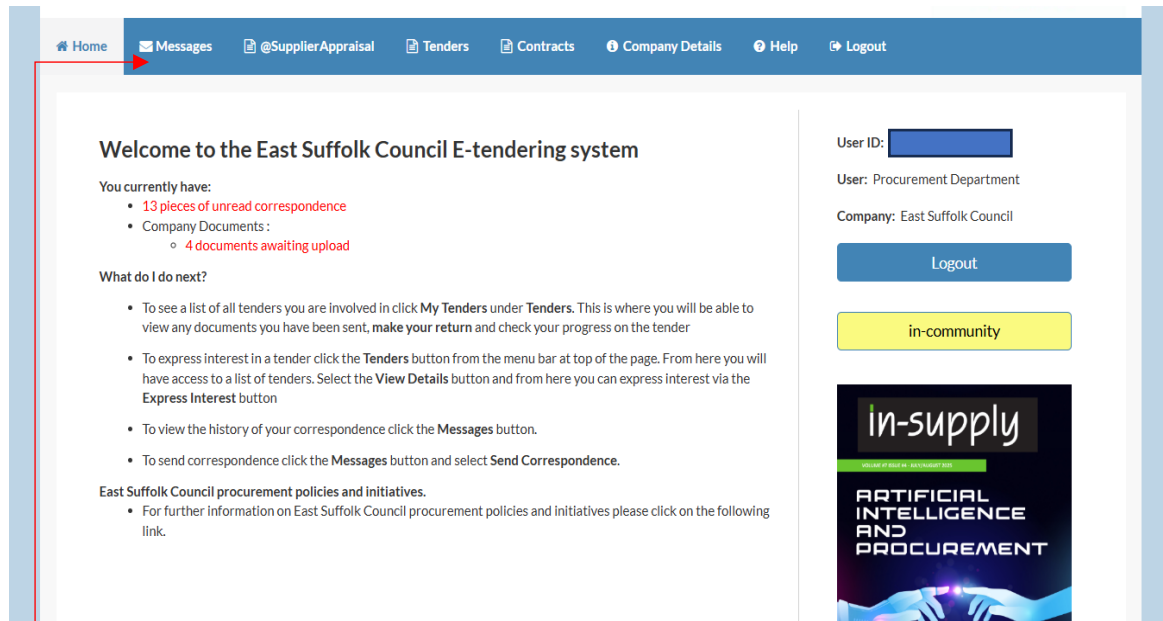 Home Messages @SupplierAppraisal Tenders Contracts Company Details Help Logout
Welcome to the East Suffolk Council E-tendering system
You currently have:
13 pieces of unread correspondence
Company Documents :
4 documents awaiting upload
What do I do next?
To see a list of all tenders you are involved in click My Tenders under Tenders. This is where you will be able to
view any documents you have been sent, make your return and check your progress on the tender
To express interest in a tender click the Tenders button from the menu bar at top of the page. From here you will
have access to a list of tenders. Select the View Details button and from here you can express interest via the
Express Interest button
To view the history of your correspondence click the Messages button.
To send correspondence click the Messages button and select Send Correspondence.
East Suffolk Council procurement policies and initiatives.
For further information on East Suffolk Council procurement policies and initiatives please click on the following
link.
User ID:
User: Procurement Department
Company: East Suffolk Council
Logout
in-community
in-supply
ARTIFICIAL
INTELLIGENCE
AND
PROCUREMENT